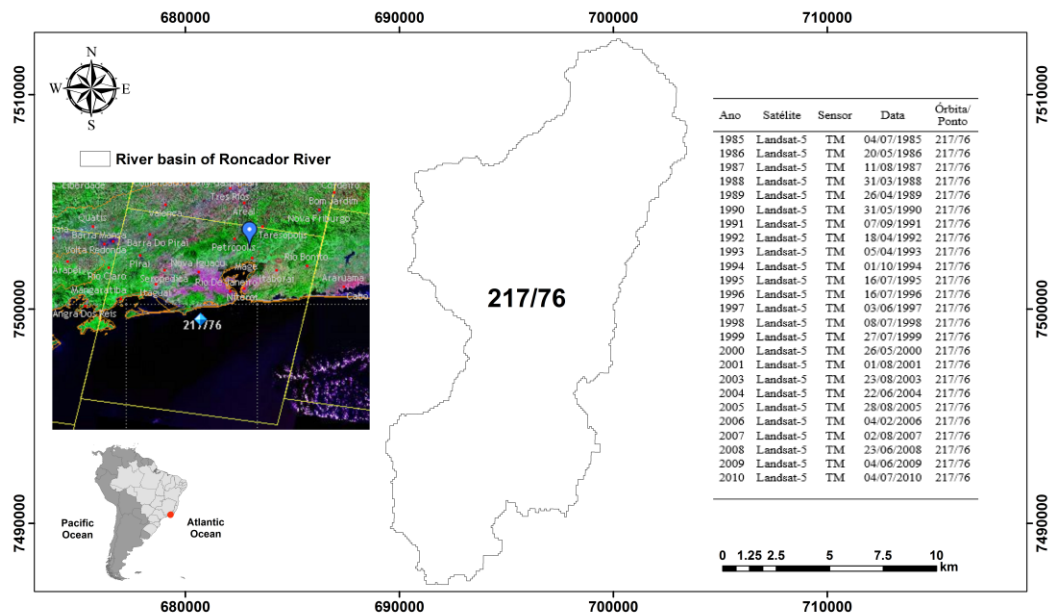 680000 690000 700000 710000
7510000
7500000
7490000
N
W E
S
River basin of Roncador River
Tres Rios
Bom Jardim
Quatis
Valenca
Areal
Nova Friburgo
Barra Mansa
Barra Do Pirai
Teresopolis
Volta Redonda
Petropolis
Pirai
Nova Iguacu
Mage
Rio Bonito
Rio Claro
Seropedica
Rio De Janeiro
Itaborai
Araruama
Mangaratiba
Itaguai
Niteroi
Cabo
Angra Dos Reis
217/76
Pacific
Ocean
Atlantic
Ocean
217/76
Ano Satélite Sensor Data Órbita/
Ponto
1985 Landsat-5 TM 04/07/1985 217/76
1986 Landsat-5 TM 20/05/1986 217/76
1987 Landsat-5 TM 11/08/1987 217/76
1988 Landsat-5 TM 31/03/1988 217/76
1989 Landsat-5 TM 26/04/1989 217/76
1990 Landsat-5 TM 31/05/1990 217/76
1991 Landsat-5 TM 07/09/1991 217/76
1992 Landsat-5 TM 18/04/1992 217/76
1993 Landsat-5 TM 05/04/1993 217/76
1994 Landsat-5 TM 01/10/1994 217/76
1995 Landsat-5 TM 16/07/1995 217/76
1996 Landsat-5 TM 16/07/1996 217/76
1997 Landsat-5 TM 03/06/1997 217/76
1998 Landsat-5 TM 08/07/1998 217/76
1999 Landsat-5 TM 27/07/1999 217/76
2000 Landsat-5 TM 26/05/2000 217/76
2001 Landsat-5 TM 01/08/2001 217/76
2003 Landsat-5 TM 23/08/2003 217/76
2004 Landsat-5 TM 22/06/2004 217/76
2005 Landsat-5 TM 28/08/2005 217/76
2006 Landsat-5 TM 04/02/2006 217/76
2007 Landsat-5 TM 02/08/2007 217/76
2008 Landsat-5 TM 23/06/2008 217/76
2009 Landsat-5 TM 04/06/2009 217/76
2010 Landsat-5 TM 04/07/2010 217/76
0 1.25 2.5 5 7.5 10
km
7510000
7500000
7490000
680000 690000 700000 710000